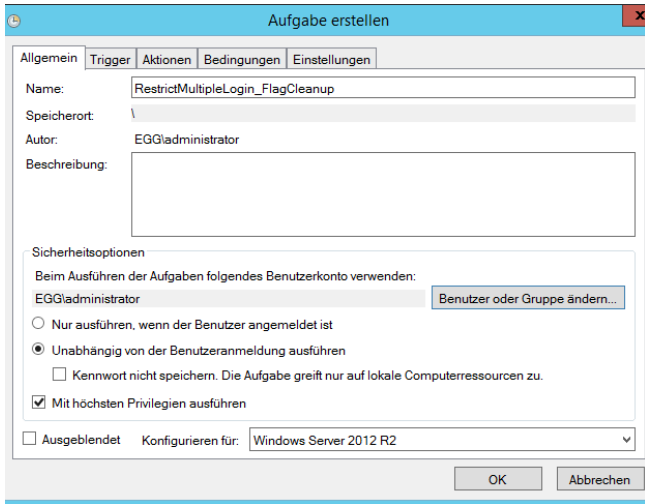 Aufgabe erstellen
x
Allgemein Trigger Aktionen Bedingungen Einstellungen
Name: RestrictMultipleLogin_FlagCleanup
Speicherort: \
Autor: EGG\administrator
Beschreibung:
Sicherheitsoptionen
Beim Ausführen der Aufgaben folgendes Benutzerkonto verwenden:
EGG\administrator Benutzer oder Gruppe ändern...
Nur ausführen, wenn der Benutzer angemeldet ist
Unabhängig von der Benutzeranmeldung ausführen
Kennwort nicht speichern. Die Aufgabe greift nur auf lokale Computerressourcen zu.
Mit höchsten Privilegien ausführen
Ausgeblendet Konfigurieren für: Windows Server 2012 R2
OK Abbrechen